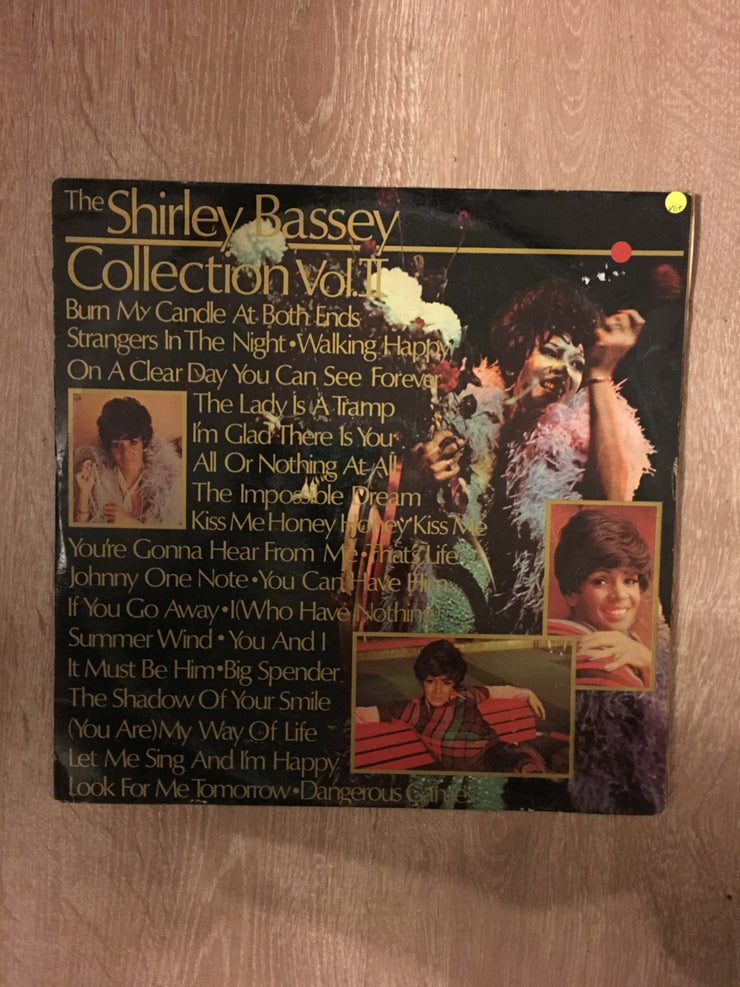 The Shirley Bassey
Collection Vol.II
Burn My Candle At Both Ends
Strangers In The Night•Walking Happy
On A Clear Day You Can See Forever
The Lady Is A Tramp
I'm Glad There Is You
All Or Nothing At All
The Impossible Dream
Kiss Me Honey Honey Kiss Me
You're Gonna Hear From Me•That's Life
Johnny One Note•You Can Have Him
If You Go Away•I(Who Have Nothing)
Summer Wind•You And I
It Must Be Him•Big Spender
The Shadow Of Your Smile
(You Are)My Way Of Life
Let Me Sing And I'm Happy
Look For Me Tomorrow•Dangerous Games